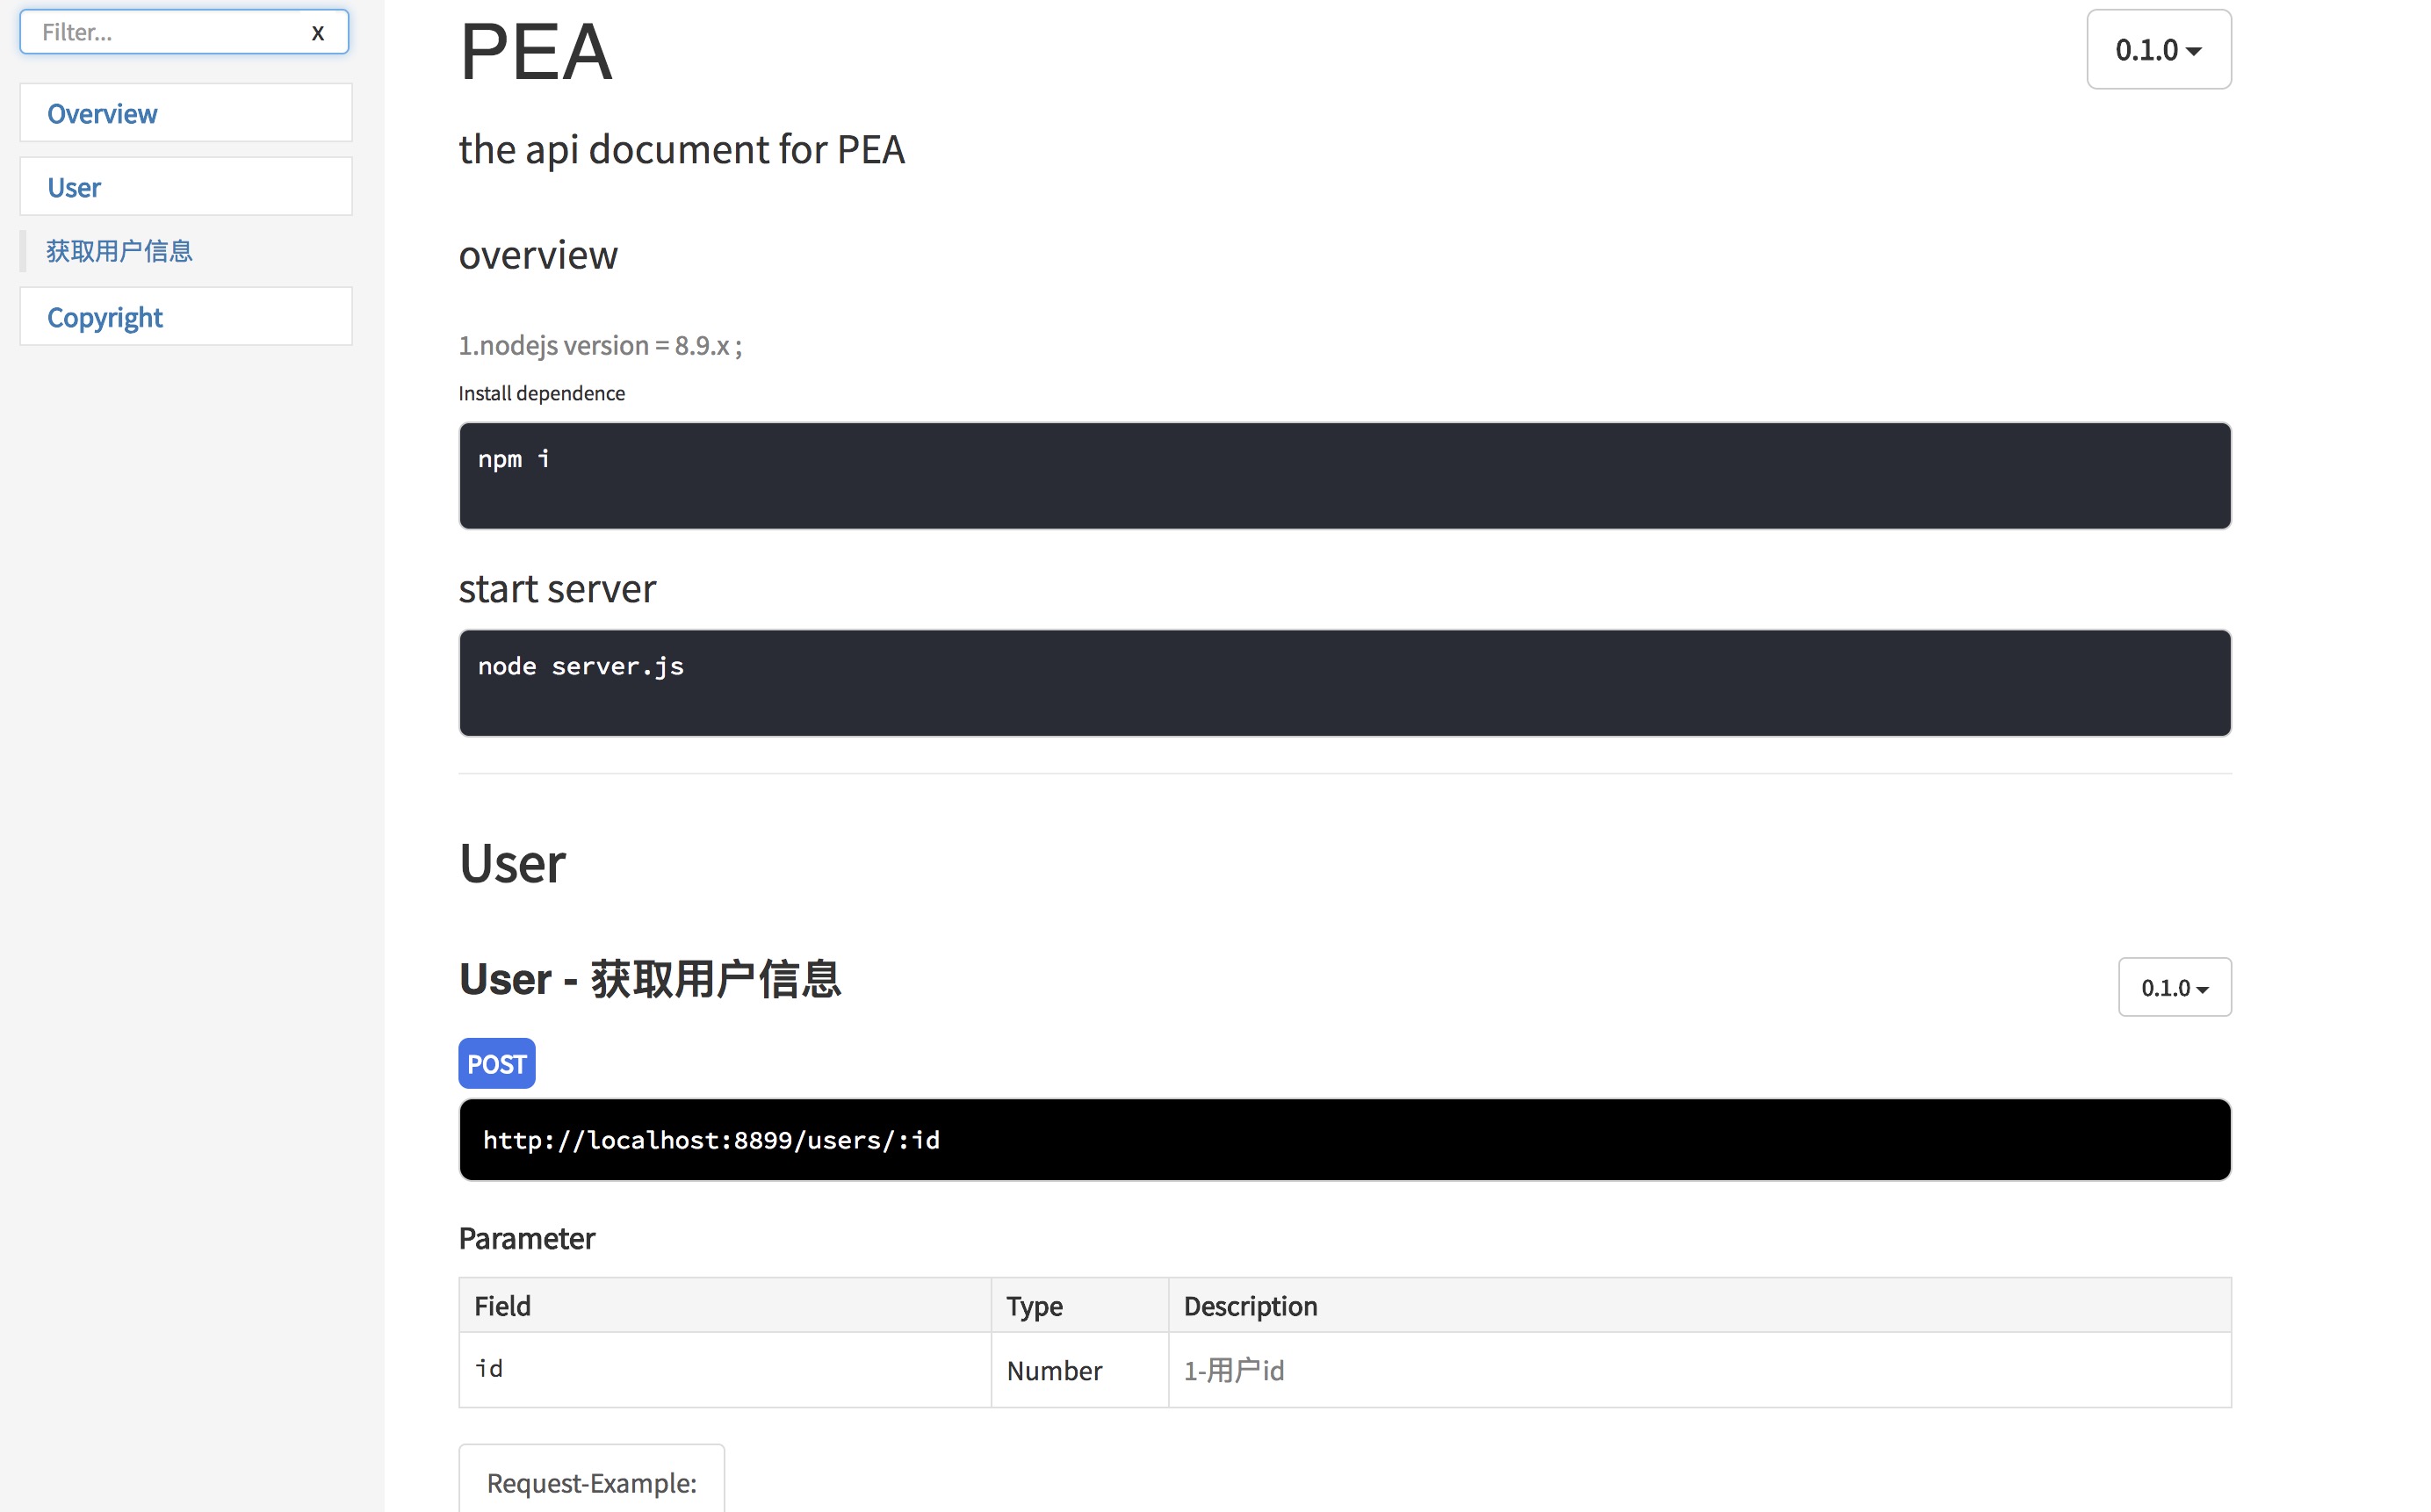 Filter...
x
Overview
User
获取用户信息
Copyright
PEA
0.1.0
the api document for PEA
overview
1.nodejs version = 8.9.x ;
Install dependence
npm i
start server
node server.js
User
User - 获取用户信息
0.1.0
POST
http://localhost:8899/users/:id
Parameter
Field Type Description
id Number 1-用户id
Request-Example: